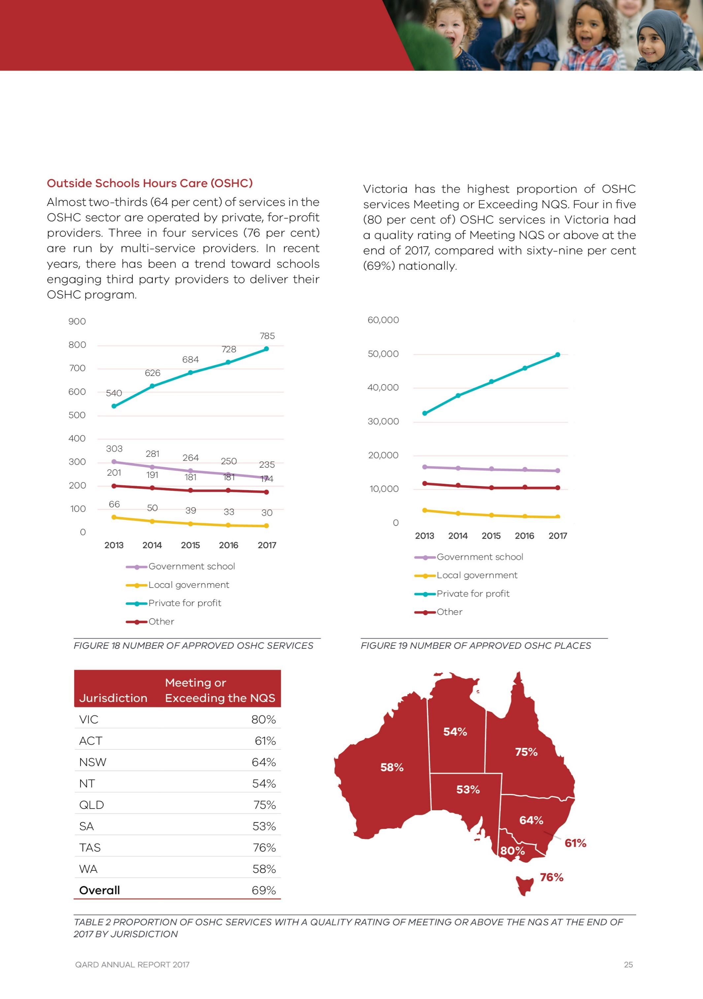 Outside Schools Hours Care (OSHC)
Almost two-thirds (64 per cent) of services in the
OSHC sector are operated by private, for-profit
providers. Three in four services (76 per cent)
are run by multi-service providers. In recent
years, there has been a trend toward schools
engaging third party providers to deliver their
OSHC program.
Victoria has the highest proportion of OSHC
services Meeting or Exceeding NQS. Four in five
(80 per cent of) OSHC services in Victoria had
a quality rating of Meeting NQS or above at the
end of 2017, compared with sixty-nine per cent
(69%) nationally.
900
800
700
600
500
400
300
200
100
0
540
626
684
728
785
303
281
264
250
235
201
191
181
181
174
66
50
39
33
30
2013 2014 2015 2016 2017
Government school
Local government
Private for profit
Other
FIGURE 18 NUMBER OF APPROVED OSHC SERVICES
60,000
50,000
40,000
30,000
20,000
10,000
0
2013 2014 2015 2016 2017
Government school
Local government
Private for profit
Other
FIGURE 19 NUMBER OF APPROVED OSHC PLACES
Meeting or
Jurisdiction Exceeding the NQS
VIC 80%
ACT 61%
NSW 64%
NT 54%
QLD 75%
SA 53%
TAS 76%
WA 58%
Overall 69%
54%
75%
58%
53%
64%
61%
80%
76%
TABLE 2 PROPORTION OF OSHC SERVICES WITH A QUALITY RATING OF MEETING OR ABOVE THE NQS AT THE END OF
2017 BY JURISDICTION
QARD ANNUAL REPORT 2017
25